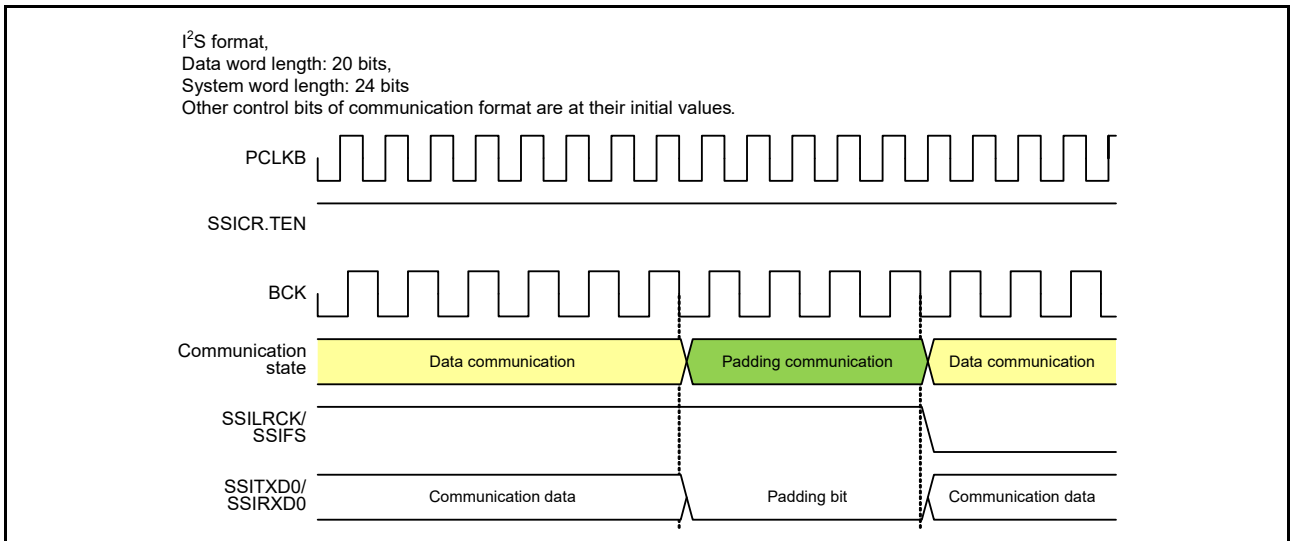 I²S format,
Data word length: 20 bits,
System word length: 24 bits
Other control bits of communication format are at their initial values.
PCLKB
SSICR.TEN
BCK
Communication
state
Data communication
Padding communication
Data communication
SSILRCK/
SSIFS
SSITXD0/
SSIRXD0
Communication data
Padding bit
Communication data